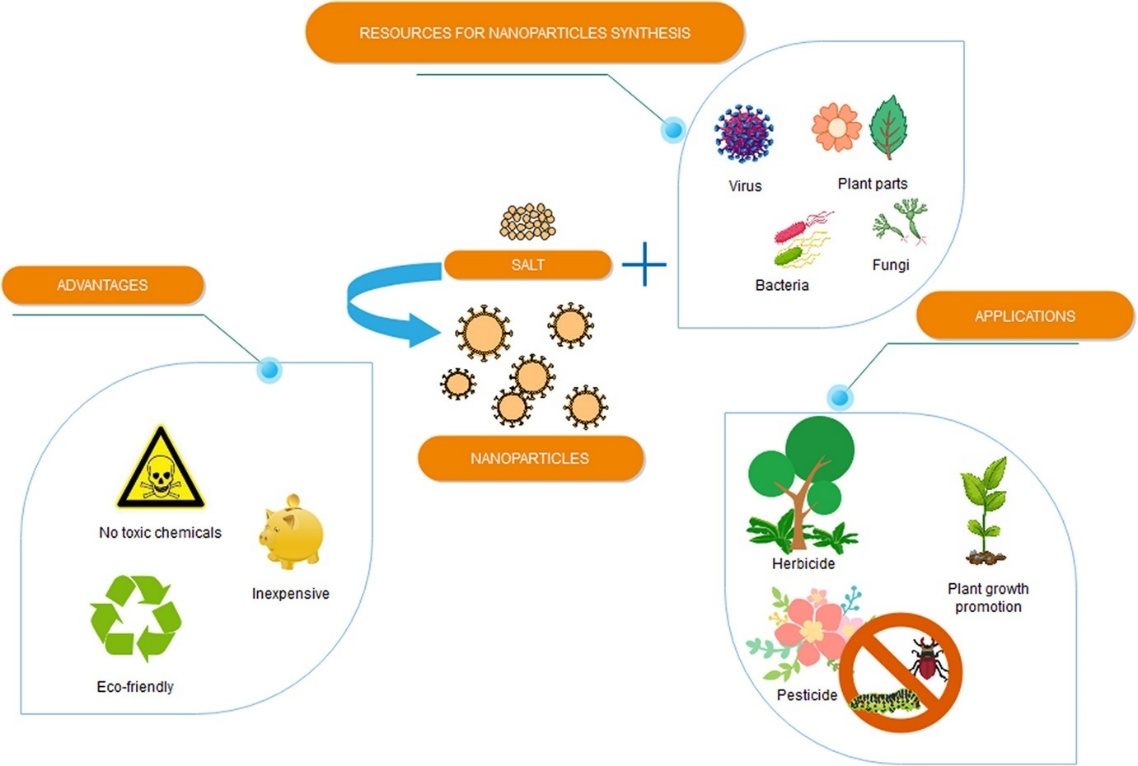 RESOURCES FOR NANOPARTICLES SYNTHESIS
Virus
Plant parts
Bacteria
Fungi
SALT
NANOPARTICLES
ADVANTAGES
No toxic chemicals
Inexpensive
Eco-friendly
APPLICATIONS
Herbicide
Plant growth
promotion
Pesticide